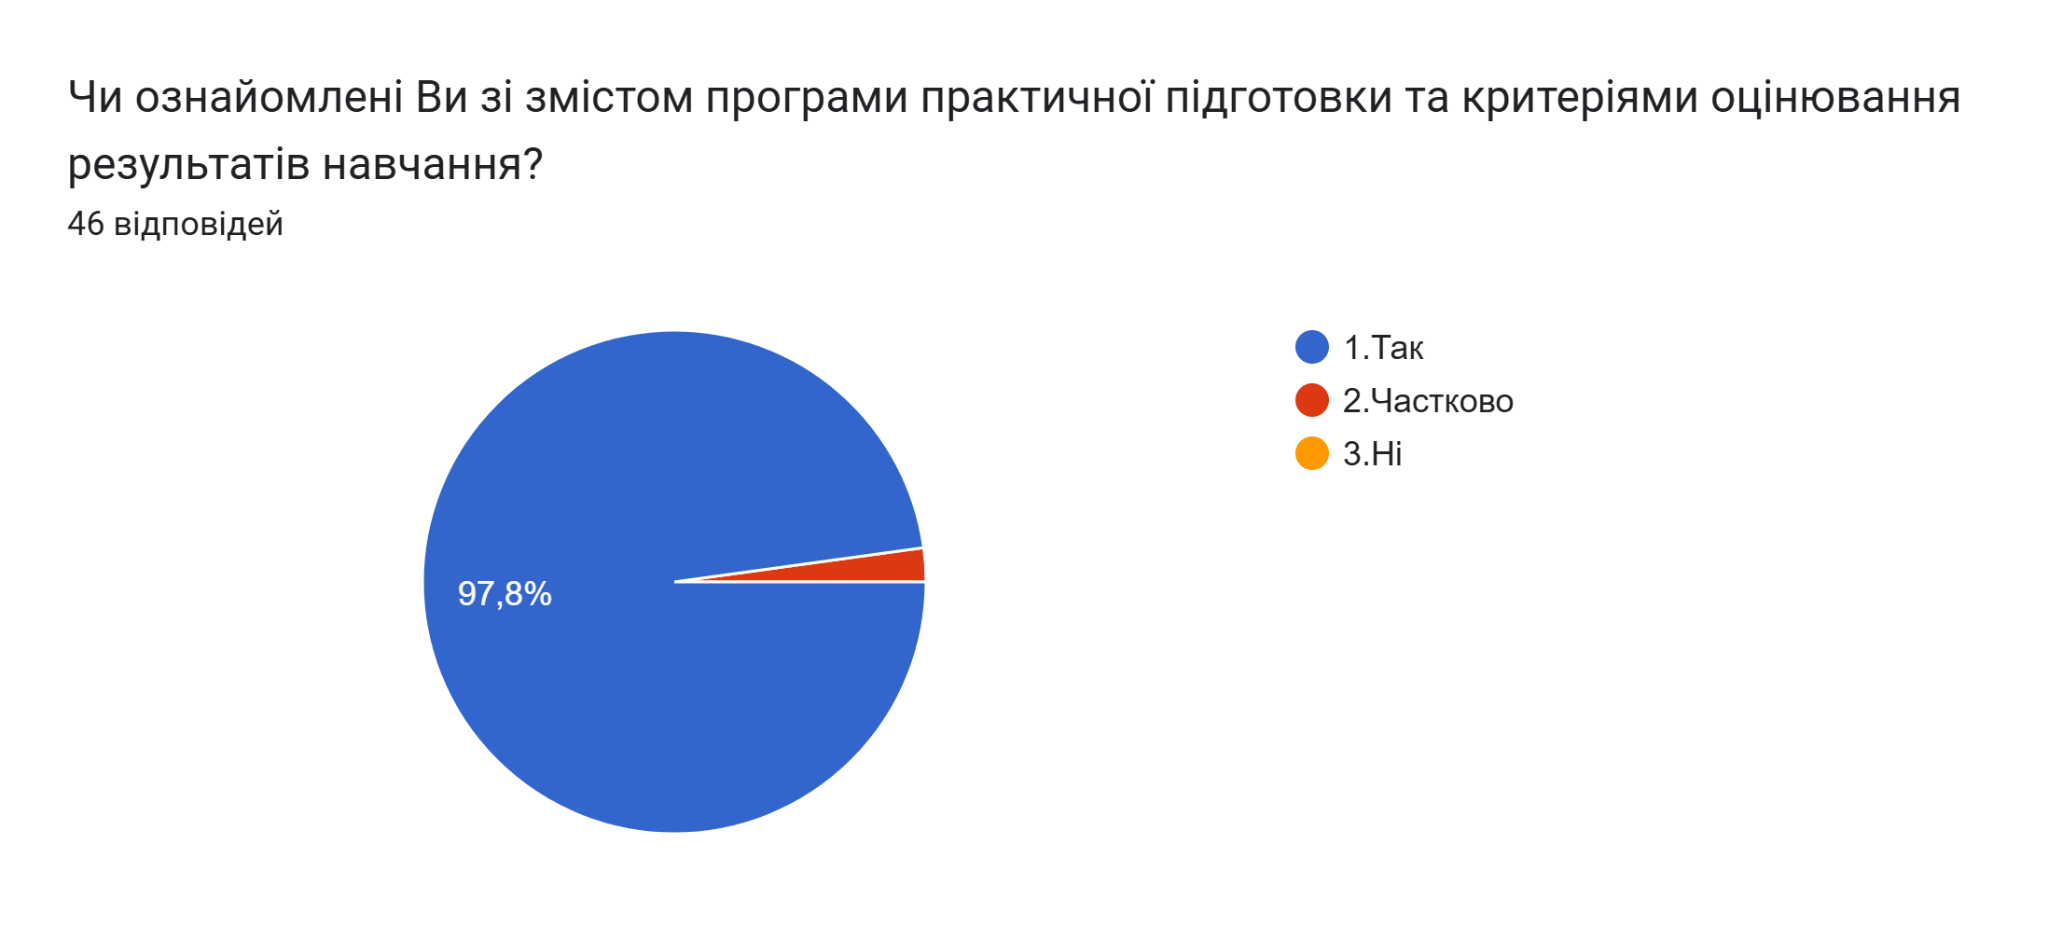 Чи ознайомлені Ви зі змістом програми практичної підготовки та критеріями оцінювання
результатів навчання?
46 відповідей
1.Так
2.Частково
3.Ні
97,8%